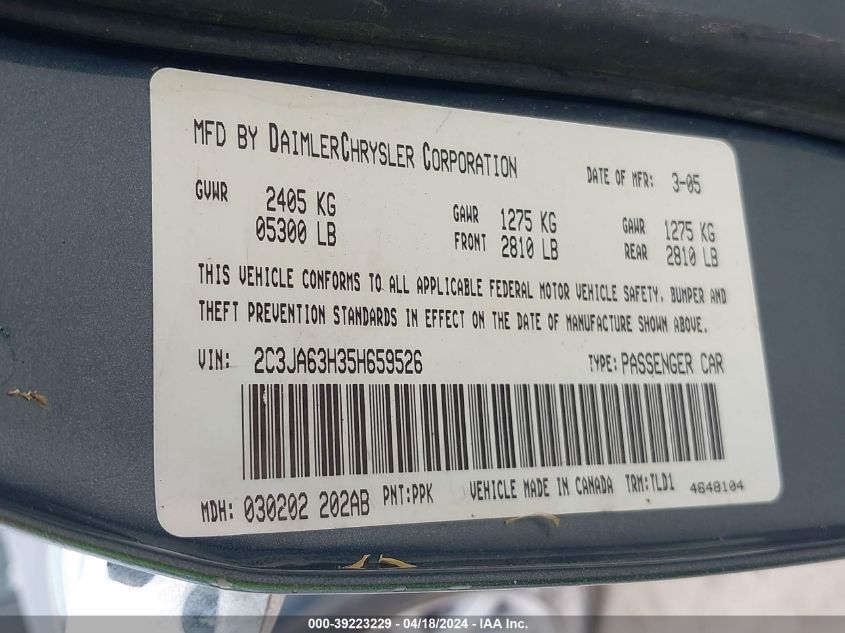 MFD BY DAIMLERCHRYSLER CORPORATION DATE OF MFR: 3-05
GVWR 2405 KG GAWR 1275 KG GAWR 1275 KG
05300 LB FRONT 2810 LB REAR 2810 LB
THIS VEHICLE CONFORMS TO ALL APPLICABLE FEDERAL MOTOR VEHICLE SAFETY, BUMPER AND
THEFT PREVENTION STANDARDS IN EFFECT ON THE DATE OF MANUFACTURE SHOWN ABOVE.
VIN: 2C3JA63H35H659526 TYPE: PASSENGER CAR
MDH: 030202 202AB PNT:PPK VEHICLE MADE IN CANADA TRM:TLD1 4648104
000-39223229 - 04/18/2024 - IAA Inc.